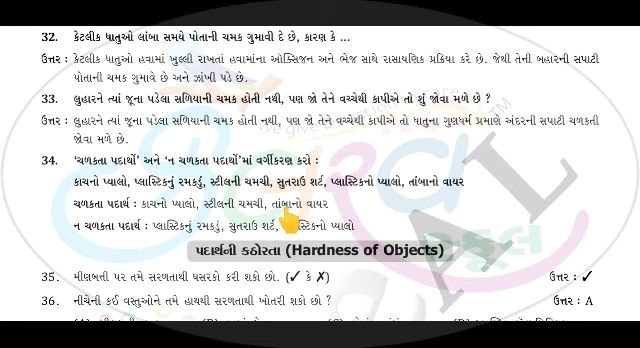 32. કેટલીક ધાતુઓ લાંબા સમયે પોતાની ચમક ગુમાવી દે છે, કારણ કે ...
ઉત્તર : કેટલીક ધાતુઓ હવામાં ખુલ્લી રાખતાં હવામાંના ઓક્સિજન અને ભેજ સાથે રાસાયણિક પ્રક્રિયા કરે છે. જેથી તેની બહારની સપાટી
પોતાની ચમક ગુમાવે છે અને ઝાંખી પડે છે.
33. લુહારને ત્યાં જૂના પડેલા સળિયાની ચમક હોતી નથી, પણ જો તેને વચ્ચેથી કાપીએ તો શું જોવા મળે છે ?
ઉત્તર : લુહારને ત્યાં જૂના પડેલા સળિયાની ચમક હોતી નથી, પણ જો તેને વચ્ચેથી કાપીએ તો ધાતુના ગુણધર્મ પ્રમાણે અંદરની સપાટી ચળકતી
જોવા મળે છે.
34. ‘ચળકતા પદાર્થો’ અને ‘ન ચળકતા પદાર્થો’માં વર્ગીકરણ કરો :
કાચનો પ્યાલો, પ્લાસ્ટિકનું રમકડું, સ્ટીલની ચમચી, સુતરાઉ શર્ટ, પ્લાસ્ટિકનો પ્યાલો, તાંબાનો વાયર
ચળકતા પદાર્થ : કાચનો પ્યાલો, સ્ટીલની ચમચી, તાંબાનો વાયર
ન ચળકતા પદાર્થ : પ્લાસ્ટિકનું રમકડું, સુતરાઉ શર્ટ, સ્ટિકનો પ્યાલો
પદાર્થની કઠોરતા (Hardness of Objects)
35. મીણબત્તી પર તમે સરળતાથી ઘસરકો કરી શકો છો. (✓ કે ✗) ઉત્તર : ✓
36. નીચેની કઈ વસ્તુઓને તમે હાથથી સરળતાથી ખોતરી શકો છો ? ઉત્તર : A